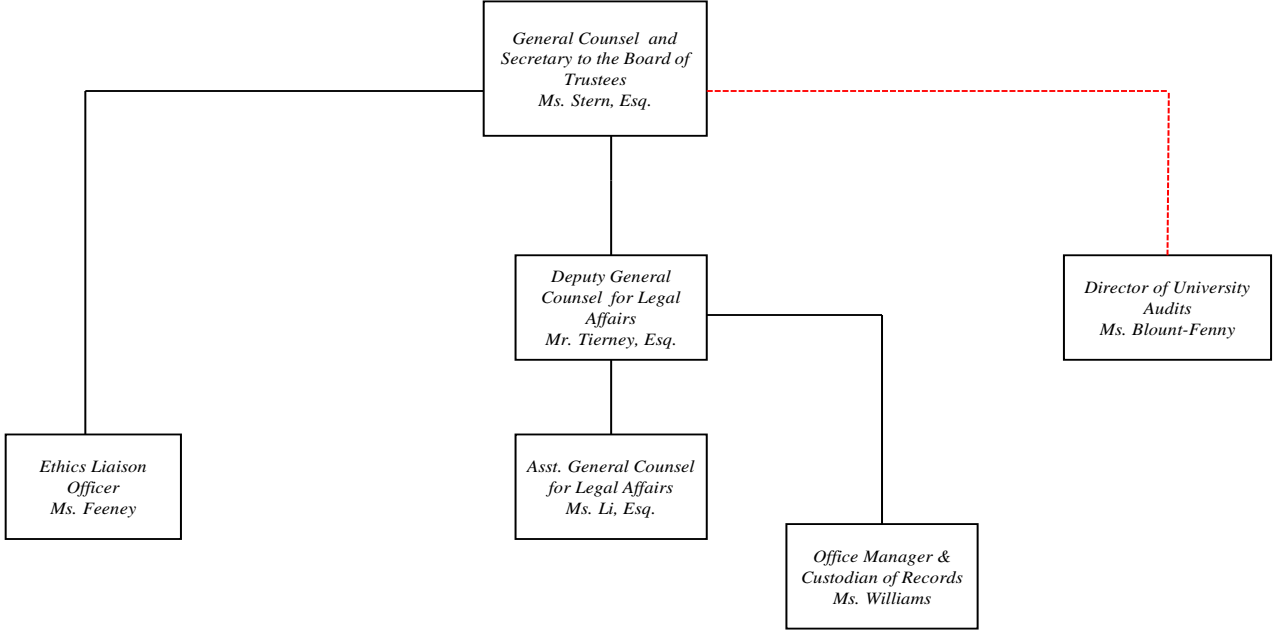 General Counsel and
Secretary to the Board of
Trustees
Ms. Stern, Esq.
Deputy General
Counsel for Legal
Affairs
Mr. Tierney, Esq.
Director of University
Audits
Ms. Blount-Fenny
Ethics Liaison
Officer
Ms. Feeney
Asst. General Counsel
for Legal Affairs
Ms. Li, Esq.
Office Manager &
Custodian of Records
Ms. Williams